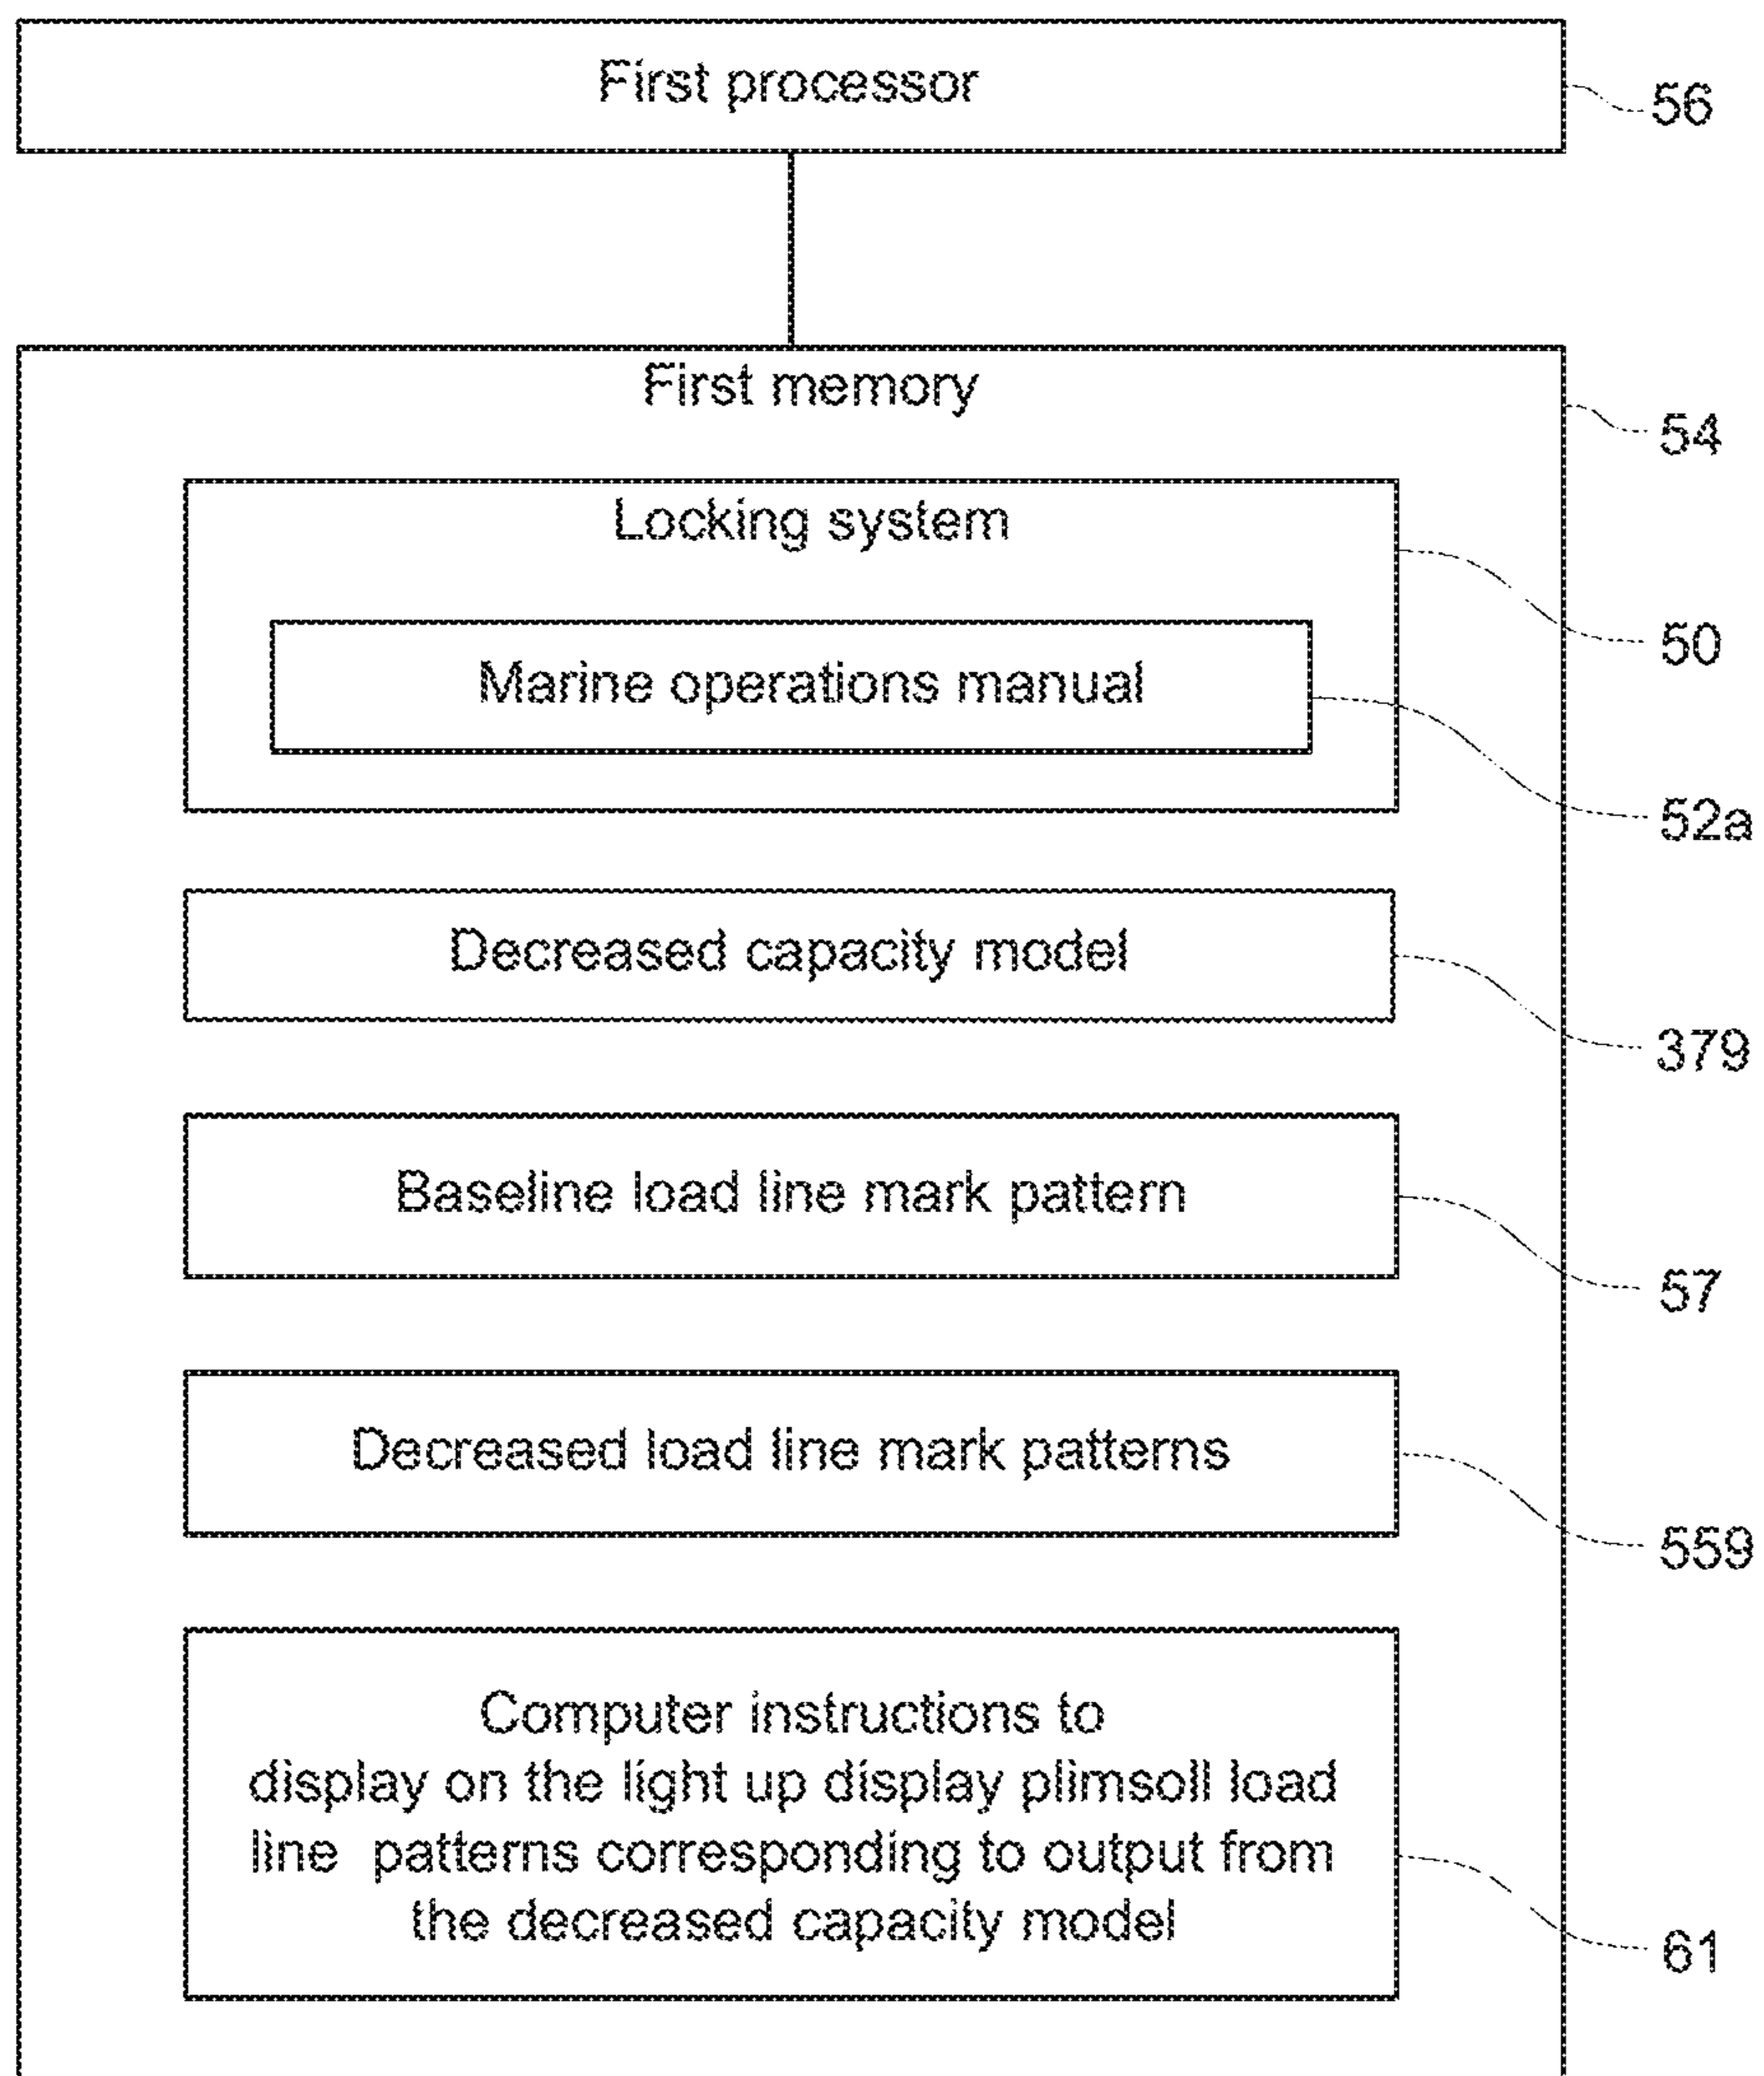 First processor
56
First memory
54
Locking system
50
Marine operations manual
52a
Decreased capacity model
379
Baseline load line mark pattern
57
Decreased load line mark patterns
559
Computer instructions to
display on the light up display plimsoll load
line patterns corresponding to output from
the decreased capacity model
61